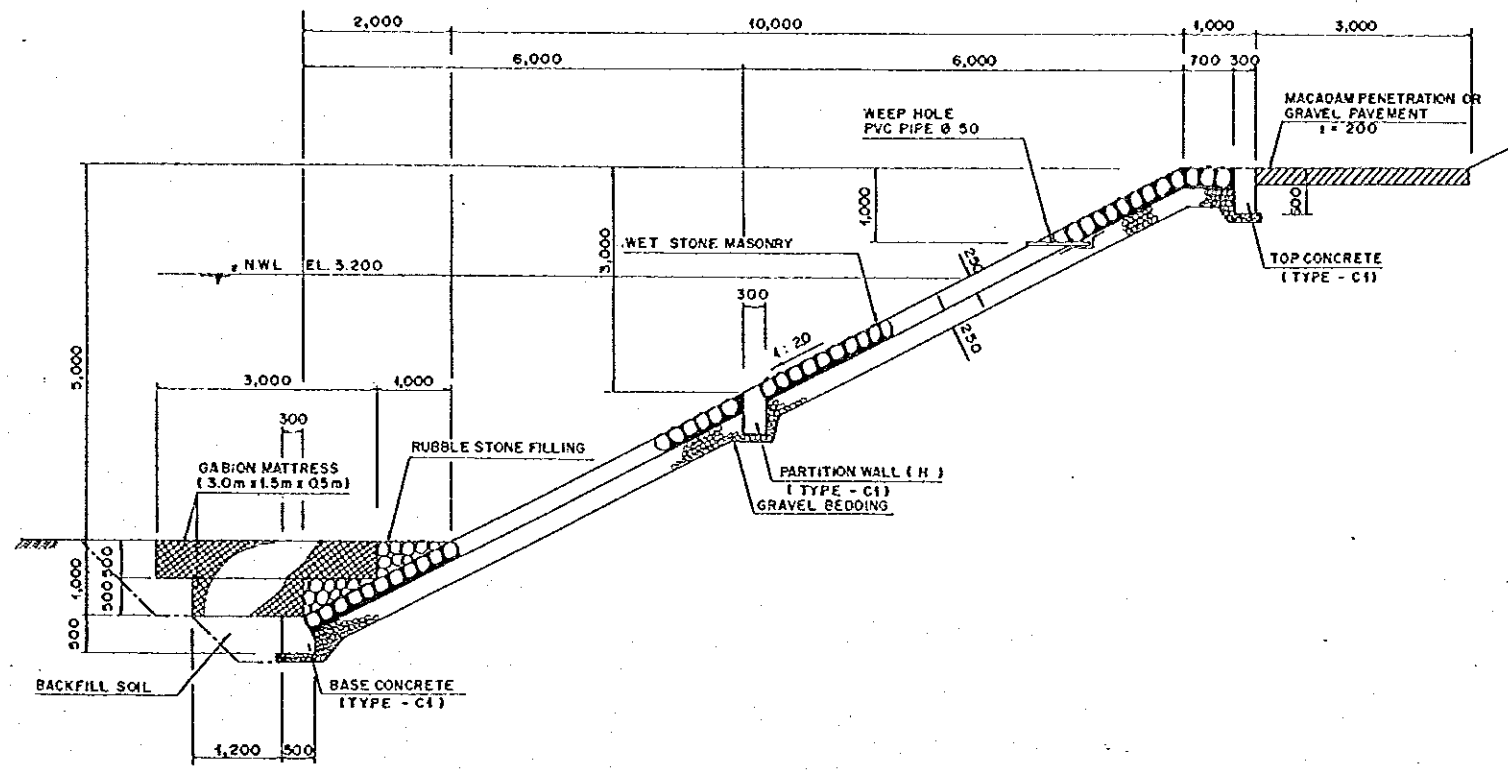 2,000
10,000
1,000
3,000
6,000
6,000
700
300
MACADAM PENETRATION OR
GRAVEL PAVEMENT
t = 200
WEEP HOLE
PVC PIPE Ø 50
1,000
3,000
WET STONE MASONRY
N.W.L EL. 3.200
TOP CONCRETE
(TYPE - C1)
250
250
300
1:2.0
5,000
3,000
1,000
300
RUBBLE STONE FILLING
GABION MATTRESS
(3.0m x 1.5m x 0.5m)
PARTITION WALL (H)
(TYPE - C1)
GRAVEL BEDDING
1,000
500
500
500
BACKFILL SOIL
BASE CONCRETE
(TYPE - C1)
1,200
500